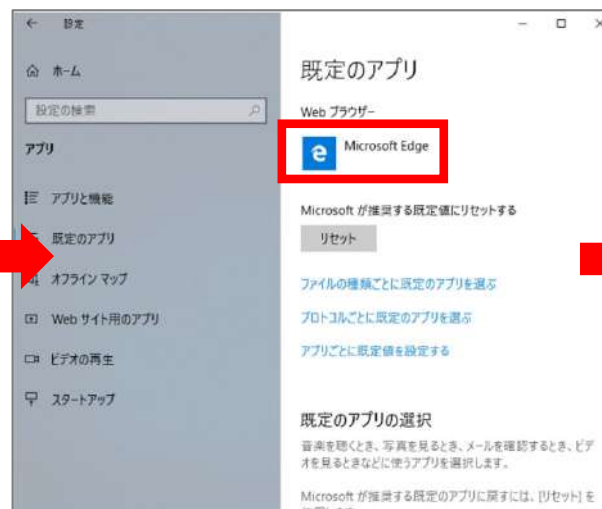 設定
ホーム
設定の検索
アプリ
アプリと機能
既定のアプリ
オフライン マップ
Web サイト用のアプリ
ビデオの再生
スタートアップ
既定のアプリ
Web ブラウザー
Microsoft Edge
Microsoft が推奨する既定値にリセットする
リセット
ファイルの種類ごとに既定のアプリを選ぶ
プロトコルごとに既定のアプリを選ぶ
アプリごとに既定値を設定する
既定のアプリの選択
音楽を聴くとき、写真を見るとき、メールを確認するとき、ビデ
オを見るときなどに使うアプリを選択します。
Microsoft が推奨する既定のアプリに戻すには、[リセット] を